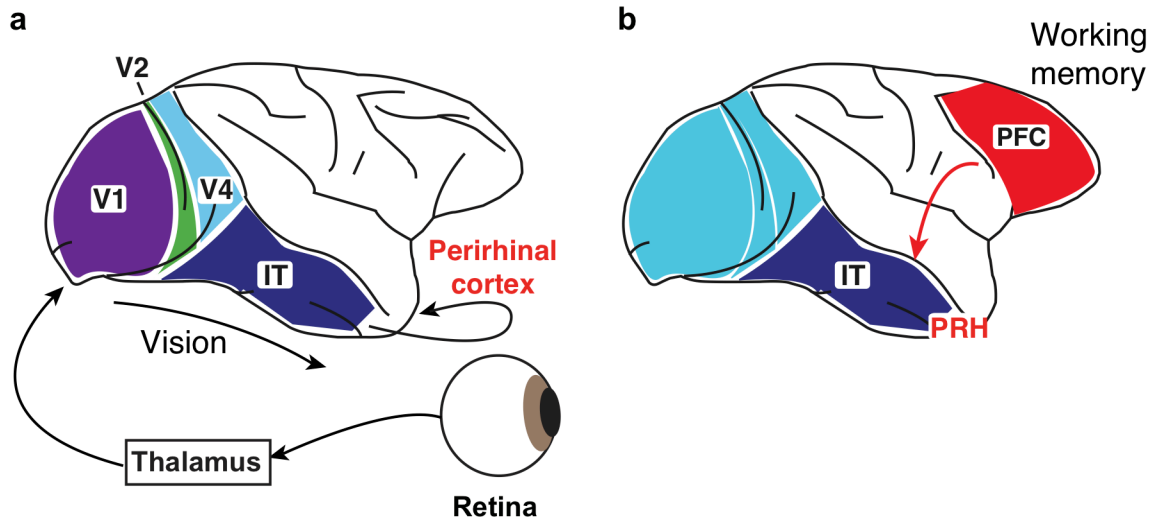 a
V2
V1
V4
IT
Perirhinal
cortex
Vision
Thalamus
Retina
b
Working
memory
PFC
IT
PRH